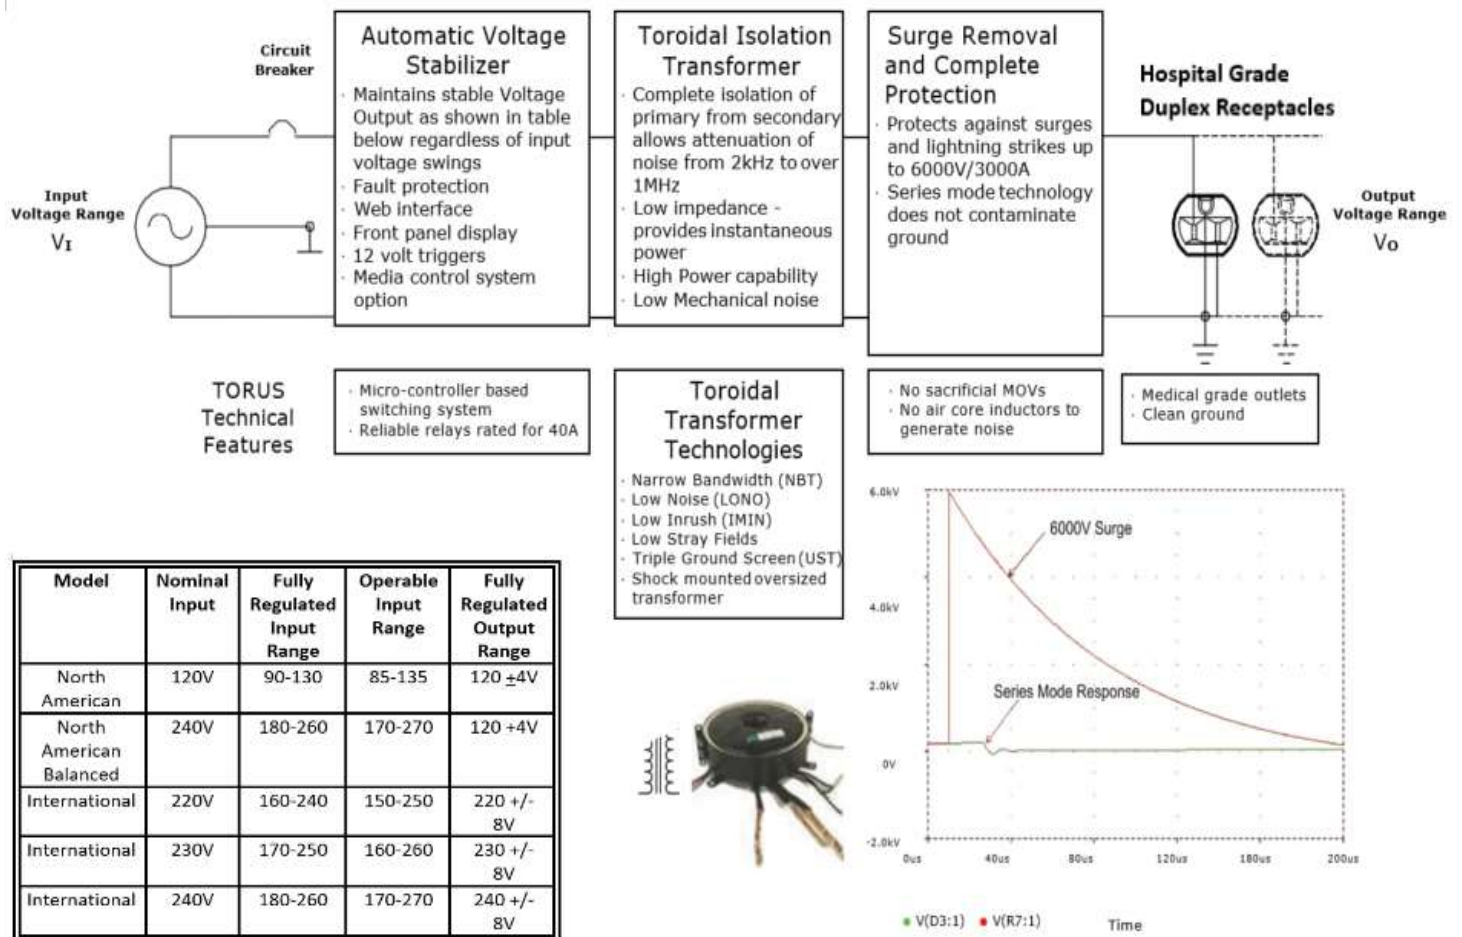 Circuit
Breaker
Input
Voltage Range
VI
Automatic Voltage
Stabilizer
· Maintains stable Voltage
Output as shown in table
below regardless of input
voltage swings
· Fault protection
· Web interface
· Front panel display
· 12 volt triggers
· Media control system
option
Toroidal Isolation
Transformer
· Complete isolation of
primary from secondary
allows attenuation of
noise from 2kHz to over
1MHz
· Low impedance -
provides instantaneous
power
· High Power capability
· Low Mechanical noise
Surge Removal
and Complete
Protection
· Protects against surges
and lightning strikes up
to 6000V/3000A
· Series mode technology
does not contaminate
ground
Hospital Grade
Duplex Receptacles
Output
Voltage Range
Vo
TORUS
Technical
Features
· Micro-controller based
switching system
· Reliable relays rated for 40A
Toroidal
Transformer
Technologies
· Narrow Bandwidth (NBT)
· Low Noise (LONO)
· Low Inrush (IMIN)
· Low Stray Fields
· Triple Ground Screen (UST)
· Shock mounted oversized
transformer
· No sacrificial MOVs
· No air core inductors to
generate noise
· Medical grade outlets
· Clean ground
Model Nominal Input Fully Regulated Input Range Operable Input Range Fully Regulated Output Range
North American 120V 90-130 85-135 120 ±4V
North American Balanced 240V 180-260 170-270 120 +4V
International 220V 160-240 150-250 220 +/- 8V
International 230V 170-250 160-260 230 +/- 8V
International 240V 180-260 170-270 240 +/- 8V
6.0kV
4.0kV
2.0kV
0V
-2.0kV
6000V Surge
Series Mode Response
0us 40us 80us 120us 180us 200us
V(D3:1) V(R7:1) Time